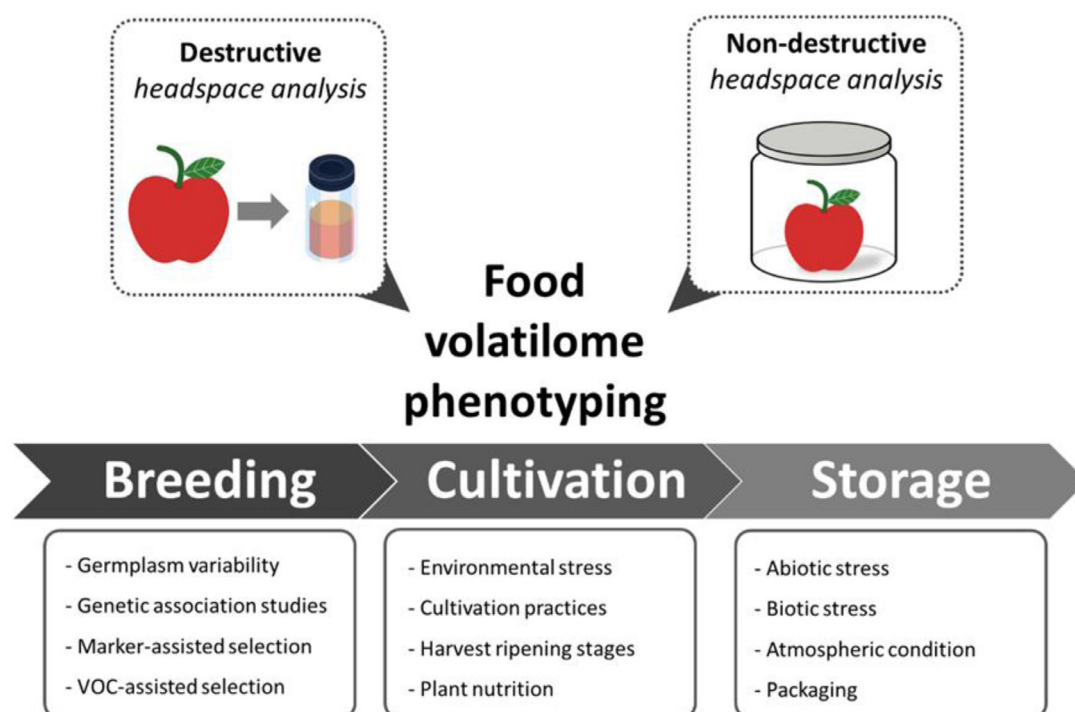 Destructive
headspace analysis
Non-destructive
headspace analysis
Food
volatilome
phenotyping
Breeding
Cultivation
Storage
- Germplasm variability
- Genetic association studies
- Marker-assisted selection
- VOC-assisted selection
- Environmental stress
- Cultivation practices
- Harvest ripening stages
- Plant nutrition
- Abiotic stress
- Biotic stress
- Atmospheric condition
- Packaging